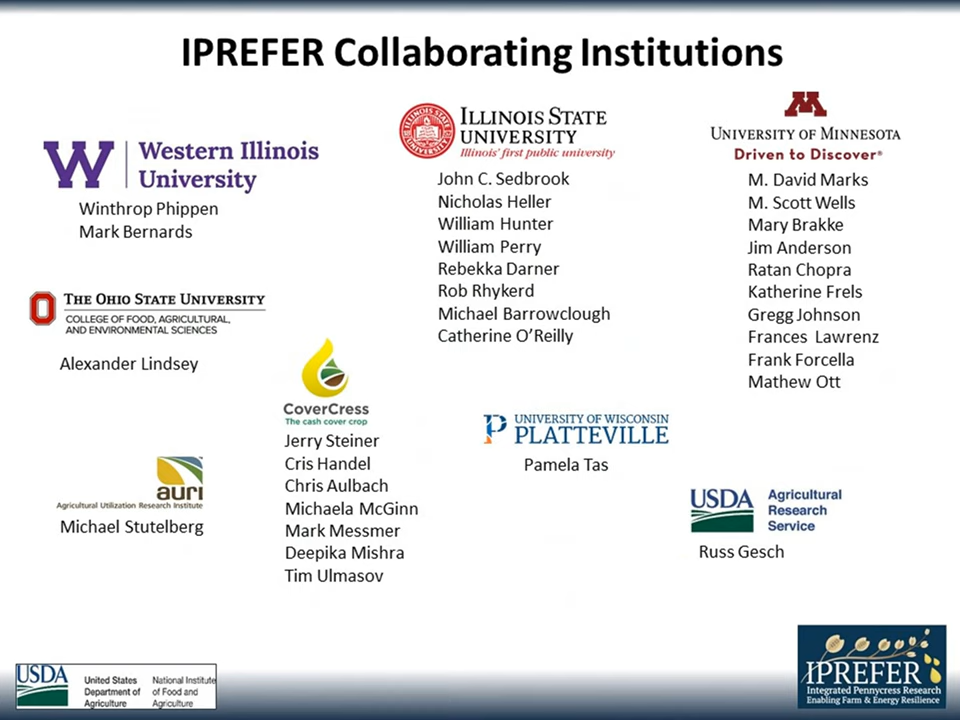 IPREFER Collaborating Institutions
W
Western Illinois
University
Winthrop Phippen
Mark Bernards
ILLINOIS STATE
UNIVERSITY
Illinois' first public university
John C. Sedbrook
Nicholas Heller
William Hunter
William Perry
Rebekka Darner
Rob Rhykerd
Michael Barrowclough
Catherine O'Reilly
M
UNIVERSITY OF MINNESOTA
Driven to Discover®
M. David Marks
M. Scott Wells
Mary Brakke
Jim Anderson
Ratan Chopra
Katherine Frels
Gregg Johnson
Frances Lawrenz
Frank Forcella
Mathew Ott
THE OHIO STATE UNIVERSITY
COLLEGE OF FOOD, AGRICULTURAL,
AND ENVIRONMENTAL SCIENCES
Alexander Lindsey
CoverCress
The cash cover crop
Jerry Steiner
Cris Handel
Chris Aulbach
Michaela McGinn
Mark Messmer
Deepika Mishra
Tim Ulmasov
UNIVERSITY OF WISCONSIN
PLATTEVILLE
Pamela Tas
auri
Agricultural Utilization Research Institute
Michael Stutelberg
USDA
Agricultural
Research
Service
Russ Gesch
USDA
United States
Department of
Agriculture
National Institute
of Food and
Agriculture
IPREFER
Integrated Pennycress Research
Enabling Farm & Energy Resilience